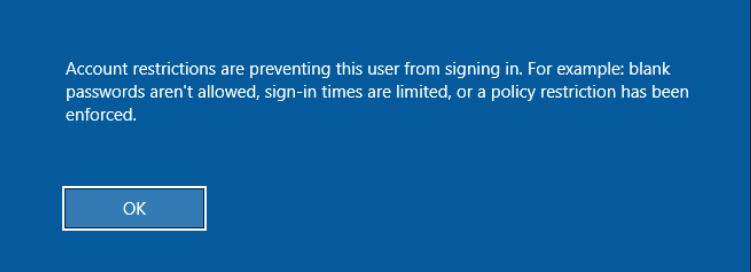 Account restrictions are preventing this user from signing in. For example: blank
passwords aren't allowed, sign-in times are limited, or a policy restriction has been
enforced.
OK